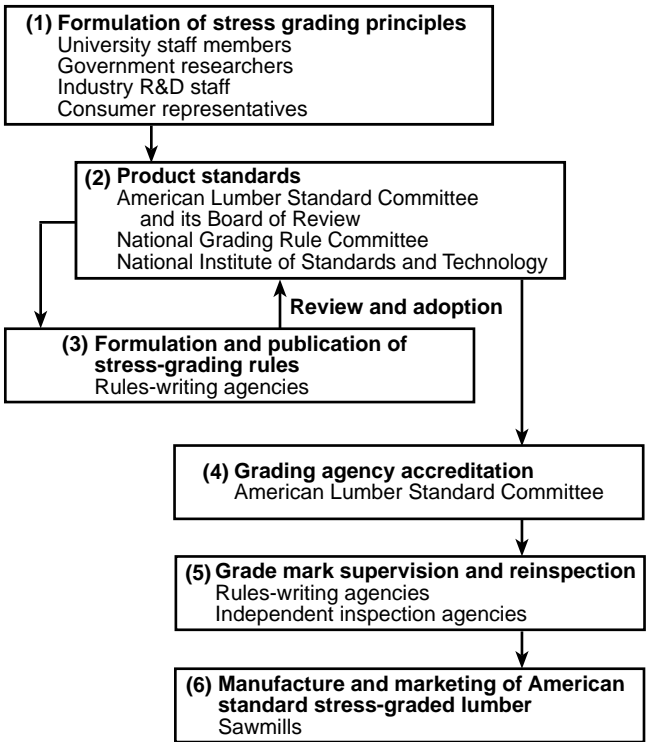 (1) Formulation of stress grading principles
University staff members
Government researchers
Industry R&D staff
Consumer representatives
(2) Product standards
American Lumber Standard Committee
and its Board of Review
National Grading Rule Committee
National Institute of Standards and Technology
Review and adoption
(3) Formulation and publication of
stress-grading rules
Rules-writing agencies
(4) Grading agency accreditation
American Lumber Standard Committee
(5) Grade mark supervision and reinspection
Rules-writing agencies
Independent inspection agencies
(6) Manufacture and marketing of American
standard stress-graded lumber
Sawmills